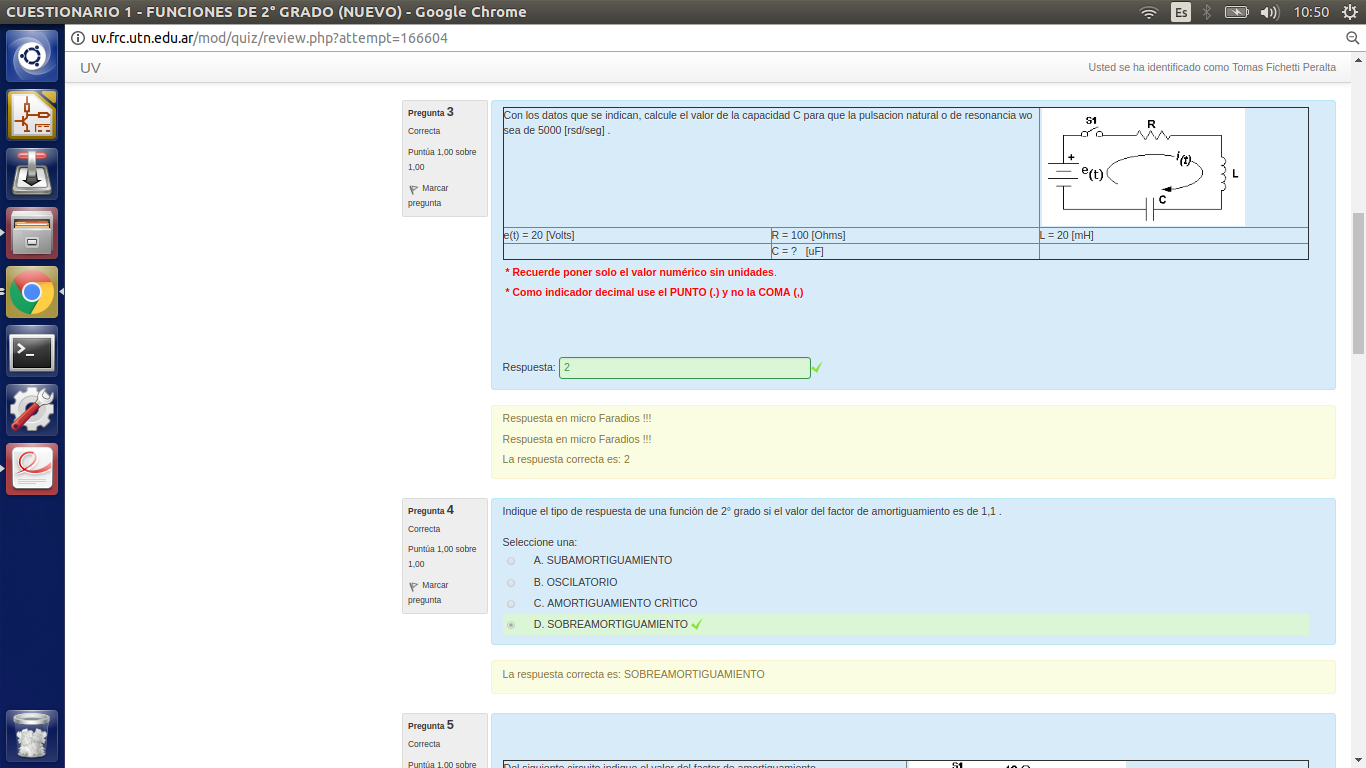 CUESTIONARIO 1 - FUNCIONES DE 2° GRADO (NUEVO) - Google Chrome
Es
10:50
uv.frc.utn.edu.ar/mod/quiz/review.php?attempt=166604
UV
Usted se ha identificado como Tomas Fichetti Peralta
Pregunta 3
Correcta
Puntúa 1,00 sobre
1,00
Marcar
pregunta
Con los datos que se indican, calcule el valor de la capacidad C para que la pulsacion natural o de resonancia wo
sea de 5000 [rsd/seg] .
S1
R
+
e(t)
i(t)
L
C
e(t) = 20 [Volts]
R = 100 [Ohms]
L = 20 [mH]
C = ? [uF]
* Recuerde poner solo el valor numérico sin unidades.
* Como indicador decimal use el PUNTO (.) y no la COMA (,)
Respuesta: 2
Respuesta en micro Faradios !!!
Respuesta en micro Faradios !!!
La respuesta correcta es: 2
Pregunta 4
Correcta
Puntúa 1,00 sobre
1,00
Marcar
pregunta
Indique el tipo de respuesta de una funciòn de 2° grado si el valor del factor de amortiguamiento es de 1,1 .
Seleccione una:
A. SUBAMORTIGUAMIENTO
B. OSCILATORIO
C. AMORTIGUAMIENTO CRÌTICO
D. SOBREAMORTIGUAMIENTO
La respuesta correcta es: SOBREAMORTIGUAMIENTO
Pregunta 5
Correcta
Puntúa 1,00 sobre
Del siguiente circuito indique el valor del factor de amortiguamiento
S1